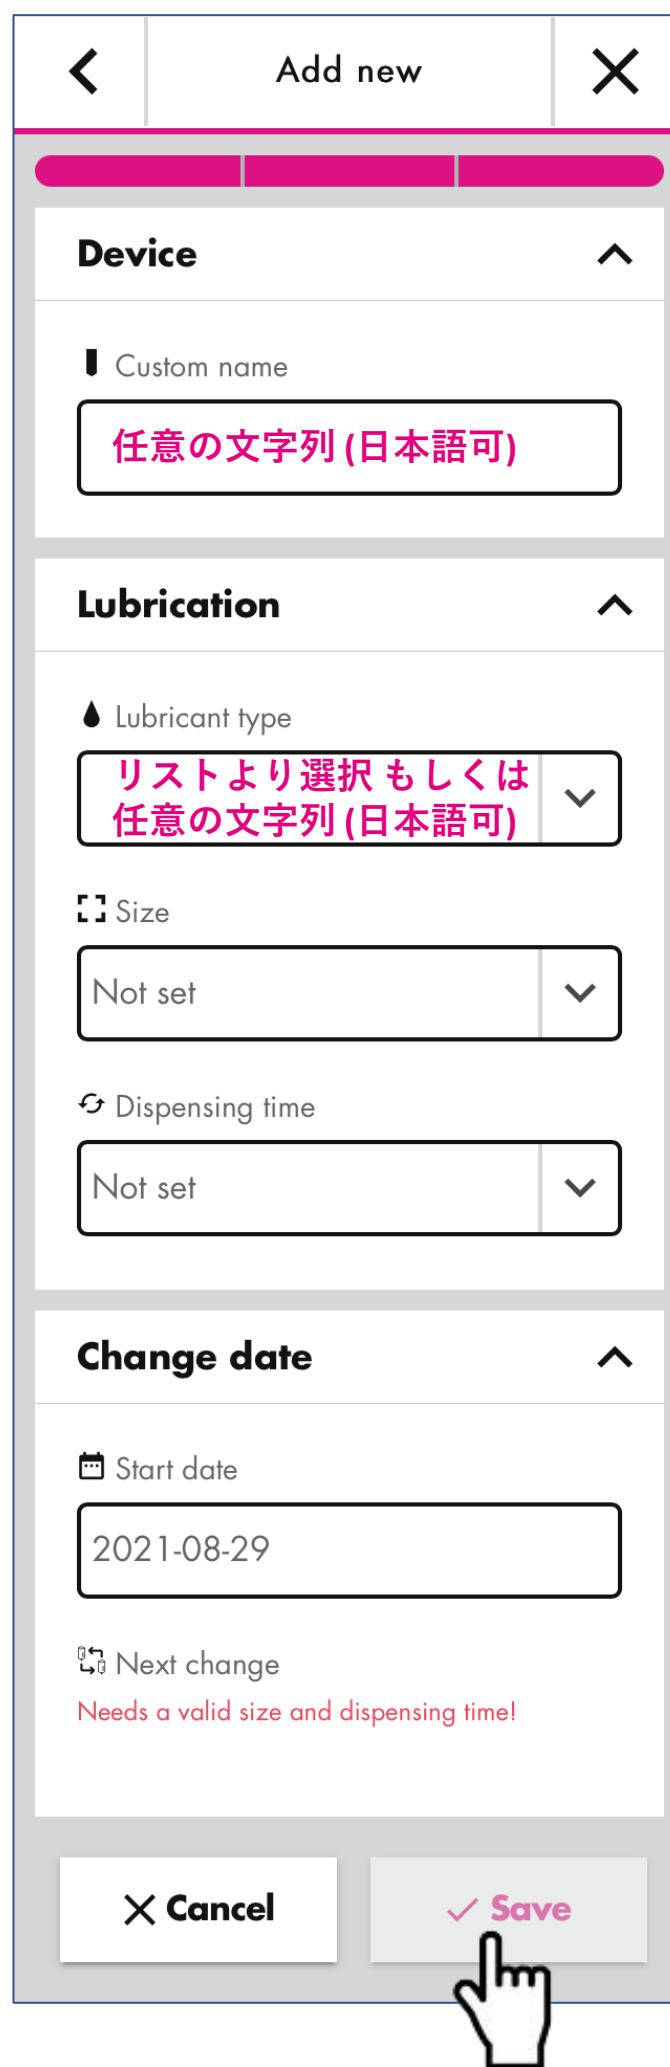 Add new
Device
Custom name
任意の文字列 (日本語可)
Lubrication
Lubricant type
リストより選択 もしくは
任意の文字列 (日本語可)
Size
Not set
Dispensing time
Not set
Change date
Start date
2021-08-29
Next change
Needs a valid size and dispensing time!
Cancel
Save